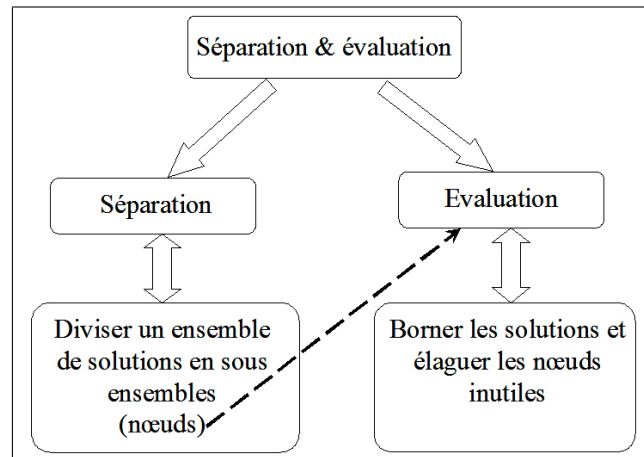 Séparation & évaluation
Séparation
Evaluation
Diviser un ensemble
de solutions en sous
ensembles
(nœuds)
Borner les solutions et
élaguer les nœuds
inutiles